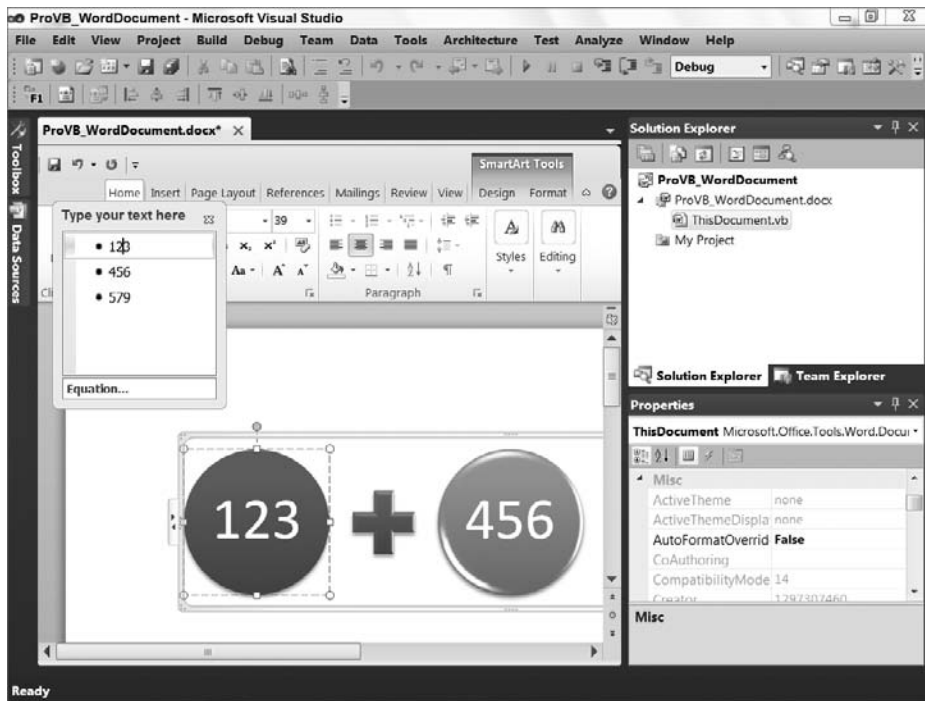 ProVB_WordDocument - Microsoft Visual Studio
File Edit View Project Build Debug Team Data Tools Architecture Test Analyze Window Help
Debug
F1
Toolbox
Data Sources
ProVB_WordDocument.docx*
SmartArt Tools
Home Insert Page Layout References Mailings Review View Design Format
Type your text here
123
456
579
Equation...
39
Aa
Styles
Editing
Paragraph
123
456
Solution Explorer
ProVB_WordDocument
ProVB_WordDocument.docx
ThisDocument.vb
My Project
Solution Explorer Team Explorer
Properties
ThisDocument Microsoft.Office.Tools.Word.Docu
Misc
ActiveTheme none
ActiveThemeDispla none
AutoFormatOverrid False
CoAuthoring
CompatibilityMode 14
Creator 1297307460
Misc
Ready